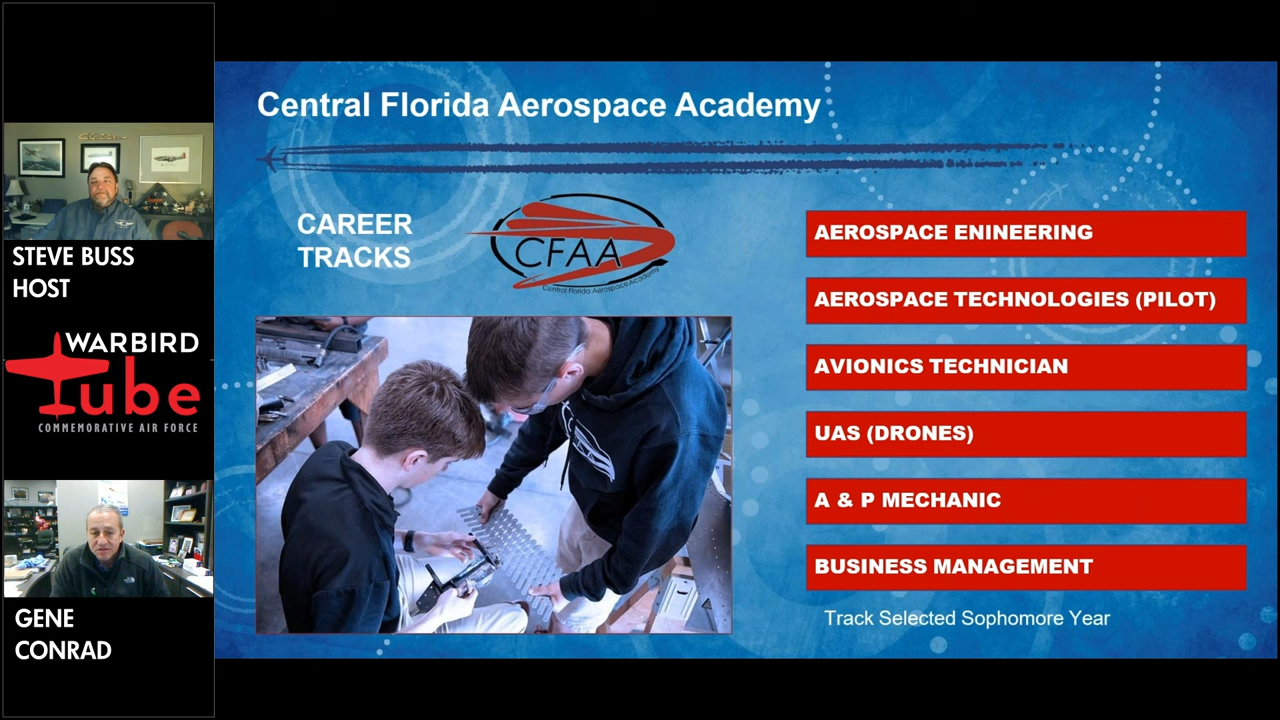 STEVE BUSS
HOST
WARBIRD
Tube
COMMEMORATIVE AIR FORCE
GENE
CONRAD
Central Florida Aerospace Academy
CAREER
TRACKS
CFAA
Central Florida Aerospace Academy
AEROSPACE ENINEERING
AEROSPACE TECHNOLOGIES (PILOT)
AVIONICS TECHNICIAN
UAS (DRONES)
A & P MECHANIC
BUSINESS MANAGEMENT
Track Selected Sophomore Year